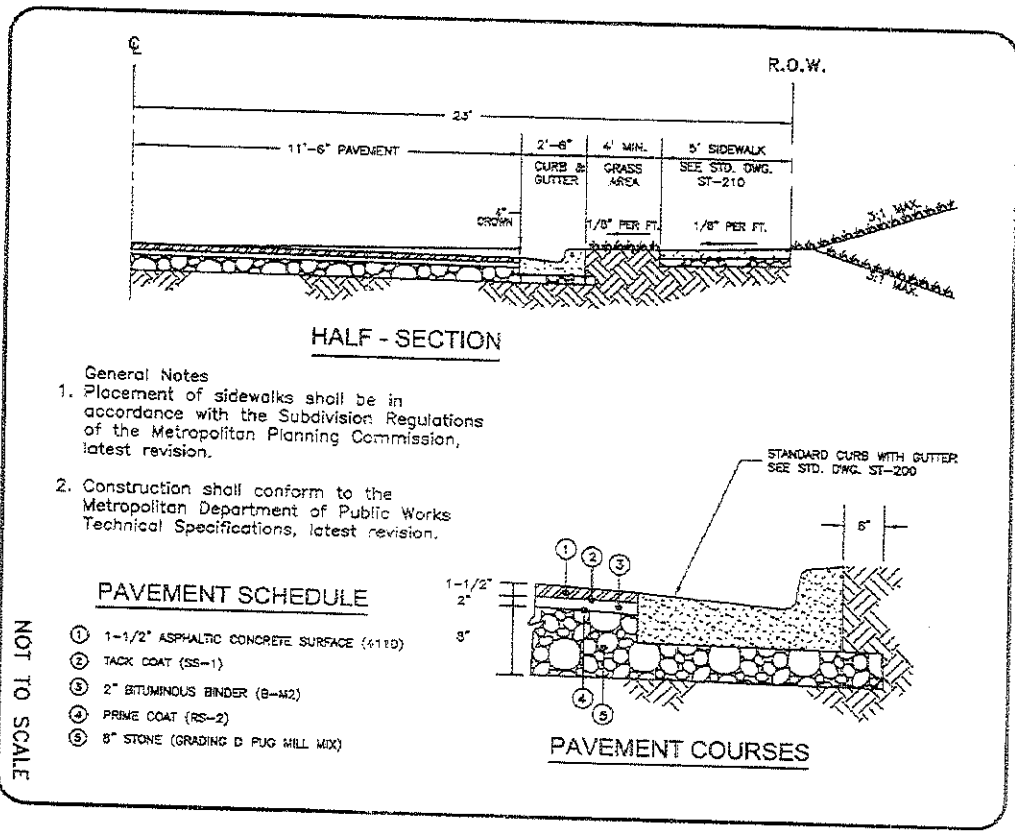 ℄
R.O.W.
23'
11'-6" PAVEMENT
2'-6"
4' MIN.
5' SIDEWALK
CURB &
GUTTER
GRASS
AREA
SEE STD. DWG.
ST-210
CROWN
1/8" PER FT.
1/8" PER FT.
3:1 MAX.
3:1 MAX.
HALF - SECTION
General Notes
1. Placement of sidewalks shall be in
accordance with the Subdivision Regulations
of the Metropolitan Planning Commission,
latest revision.
2. Construction shall conform to the
Metropolitan Department of Public Works
Technical Specifications, latest revision.
STANDARD CURB WITH GUTTER
SEE STD. DWG. ST-200
6"
1 2 3
1-1/2"
2"
8"
4
5
PAVEMENT COURSES
PAVEMENT SCHEDULE
1 1-1/2" ASPHALTIC CONCRETE SURFACE (411D)
2 TACK COAT (SS-1)
3 2" BITUMINOUS BINDER (B-M2)
4 PRIME COAT (RS-2)
5 8" STONE (GRADING D PUG MILL MIX)
NOT TO SCALE